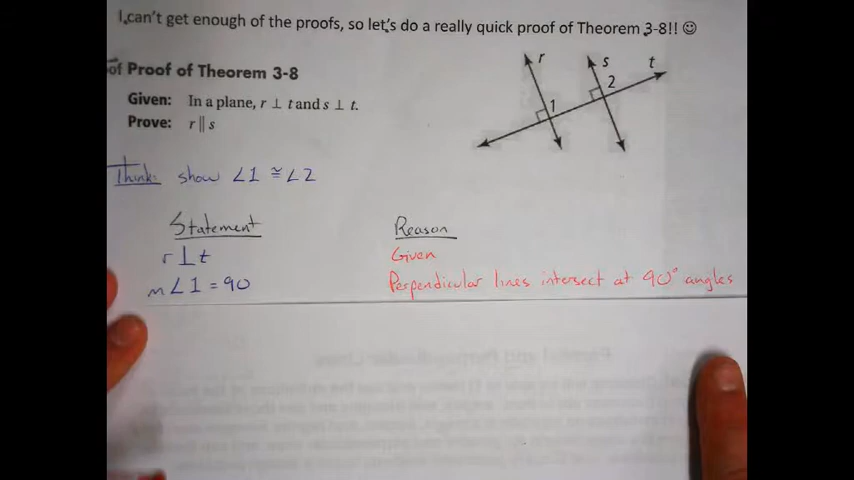 I can't get enough of the proofs, so let's do a really quick proof of Theorem 3-8!! ☺
of Proof of Theorem 3-8
Given: In a plane, r ⊥ t and s ⊥ t.
Prove: r ∥ s
r
s
t
1
2
Think: show ∠1 ≅ ∠2
Statement Reason
r ⊥ t Given
m∠1 = 90 Perpendicular lines intersect at 90° angles